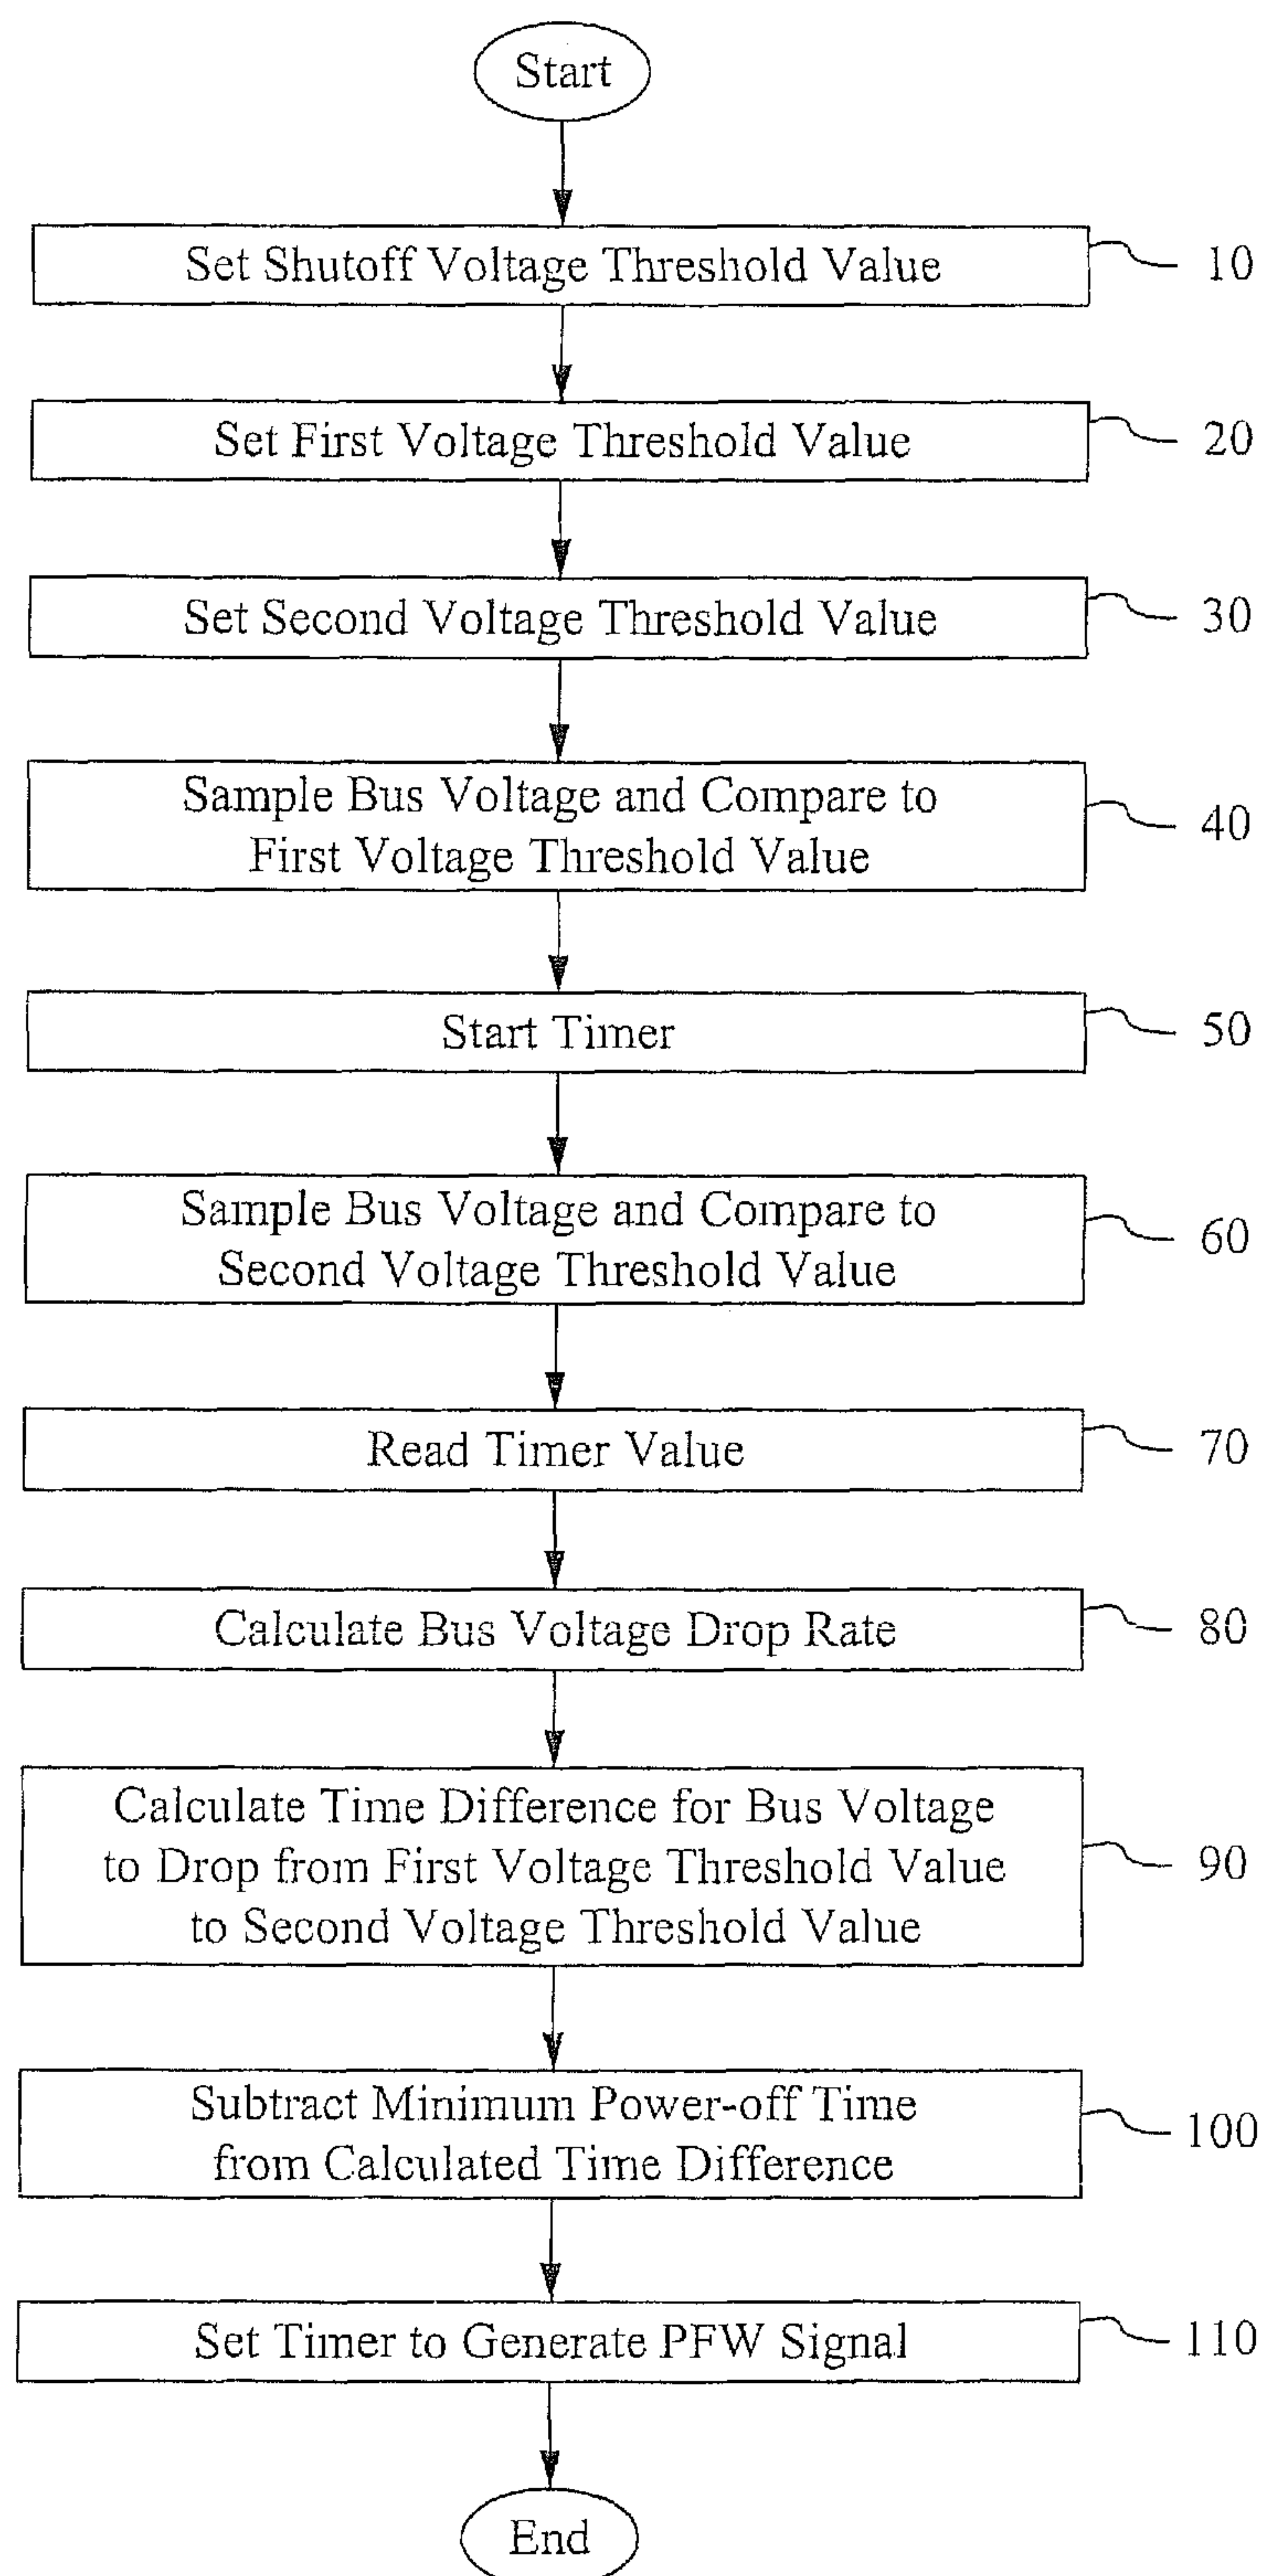 Start
Set Shutoff Voltage Threshold Value
10
Set First Voltage Threshold Value
20
Set Second Voltage Threshold Value
30
Sample Bus Voltage and Compare to
First Voltage Threshold Value
40
Start Timer
50
Sample Bus Voltage and Compare to
Second Voltage Threshold Value
60
Read Timer Value
70
Calculate Bus Voltage Drop Rate
80
Calculate Time Difference for Bus Voltage
to Drop from First Voltage Threshold Value
to Second Voltage Threshold Value
90
Subtract Minimum Power-off Time
from Calculated Time Difference
100
Set Timer to Generate PFW Signal
110
End